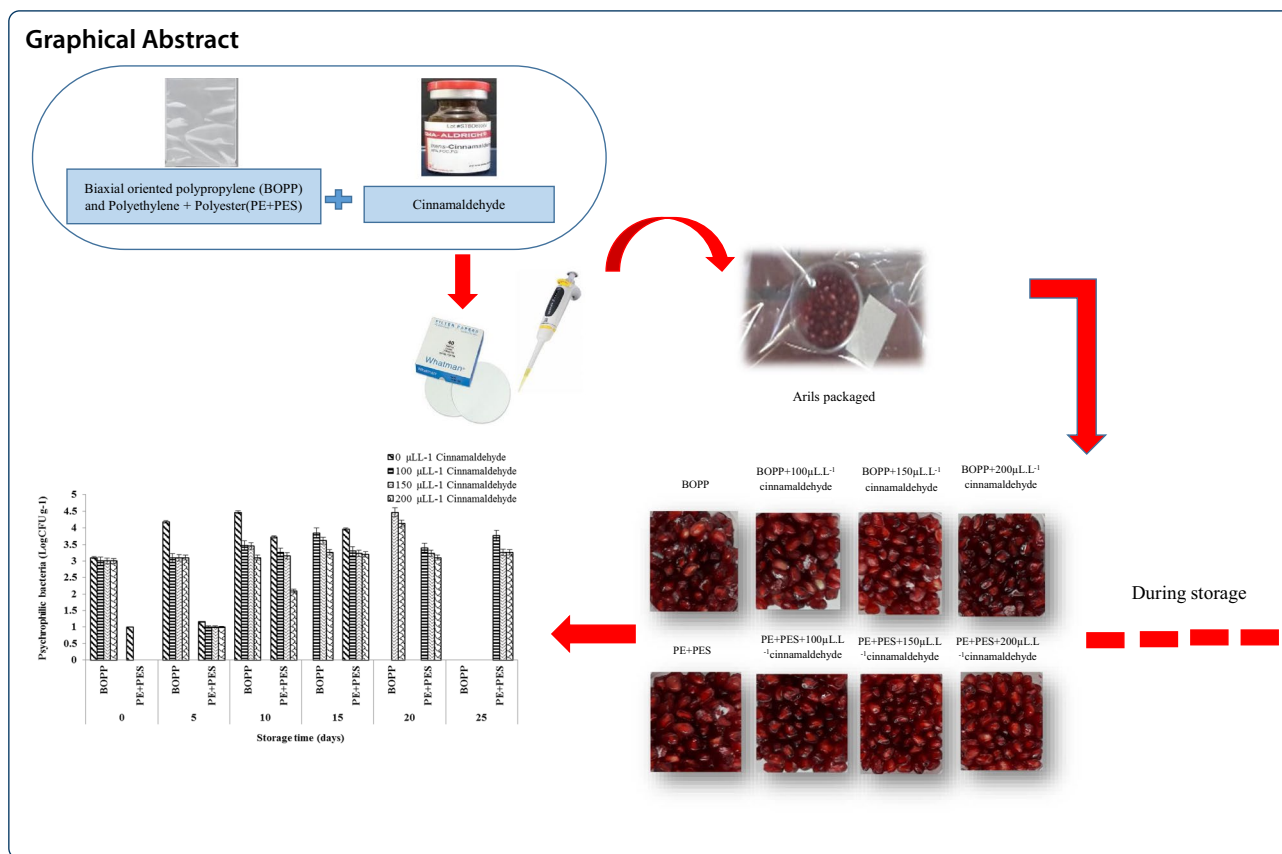 Graphical Abstract
Biaxial oriented polypropylene (BOPP)
and Polyethylene + Polyester(PE+PES)
Cinnamaldehyde
FILTER PAPERS
40
Whatman
Arils packaged
0 µLL-1 Cinnamaldehyde
100 µLL-1 Cinnamaldehyde
150 µLL-1 Cinnamaldehyde
200 µLL-1 Cinnamaldehyde
Psychrophilic bacteria (LogCFUg-1)
5
4.5
4
3.5
3
2.5
2
1.5
1
0.5
0
BOPP PE+PES BOPP PE+PES BOPP PE+PES BOPP PE+PES BOPP PE+PES BOPP PE+PES
0 5 10 15 20 25
Storage time (days)
BOPP
BOPP+100µL.L⁻¹
cinnamaldehyde
BOPP+150µL.L⁻¹
cinnamaldehyde
BOPP+200µL.L⁻¹
cinnamaldehyde
PE+PES
PE+PES+100µL.L
⁻¹cinnamaldehyde
PE+PES+150µL.L
⁻¹cinnamaldehyde
PE+PES+200µL.L
⁻¹cinnamaldehyde
During storage